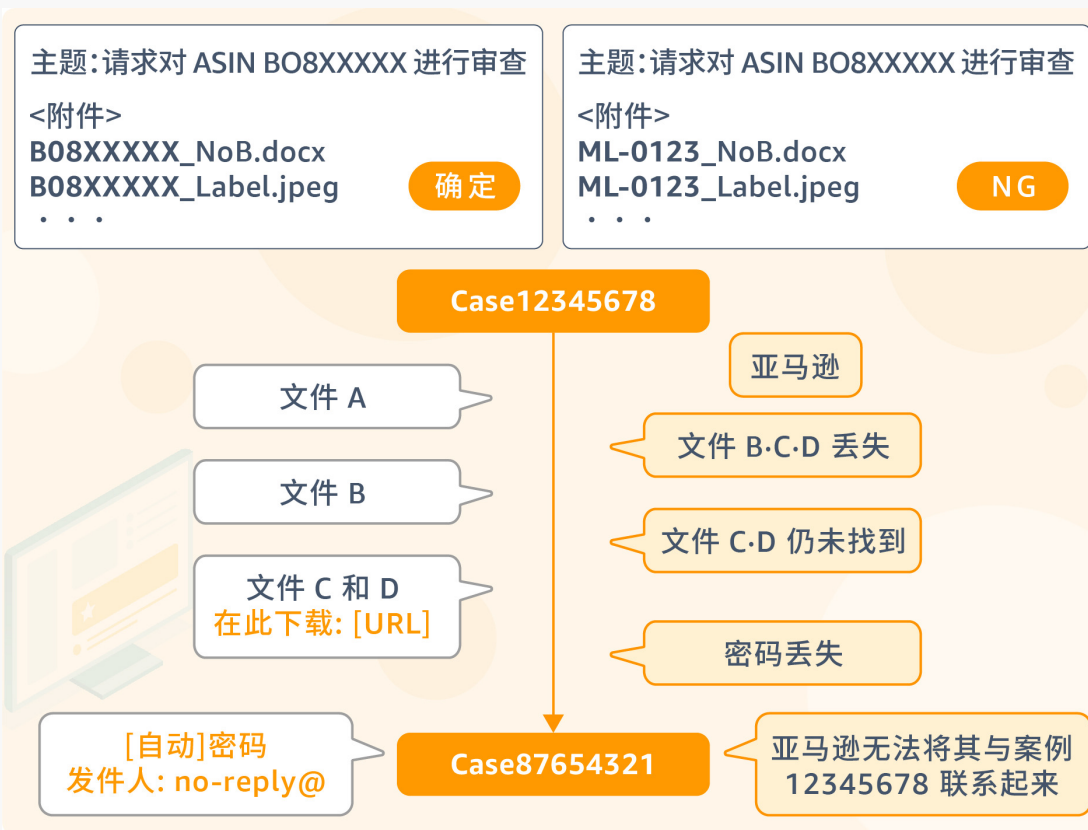 主题:请求对 ASIN BO8XXXXX 进行审查
<附件>
B08XXXXX_NoB.docx
B08XXXXX_Label.jpeg
确定
· · ·
主题:请求对 ASIN BO8XXXXX 进行审查
<附件>
ML-0123_NoB.docx
ML-0123_Label.jpeg
NG
· · ·
Case12345678
亚马逊
文件 A
文件 B·C·D 丢失
文件 B
文件 C·D 仍未找到
文件 C 和 D
在此下载: [URL]
密码丢失
[自动]密码
发件人: no-reply@
Case87654321
亚马逊无法将其与案例
12345678 联系起来